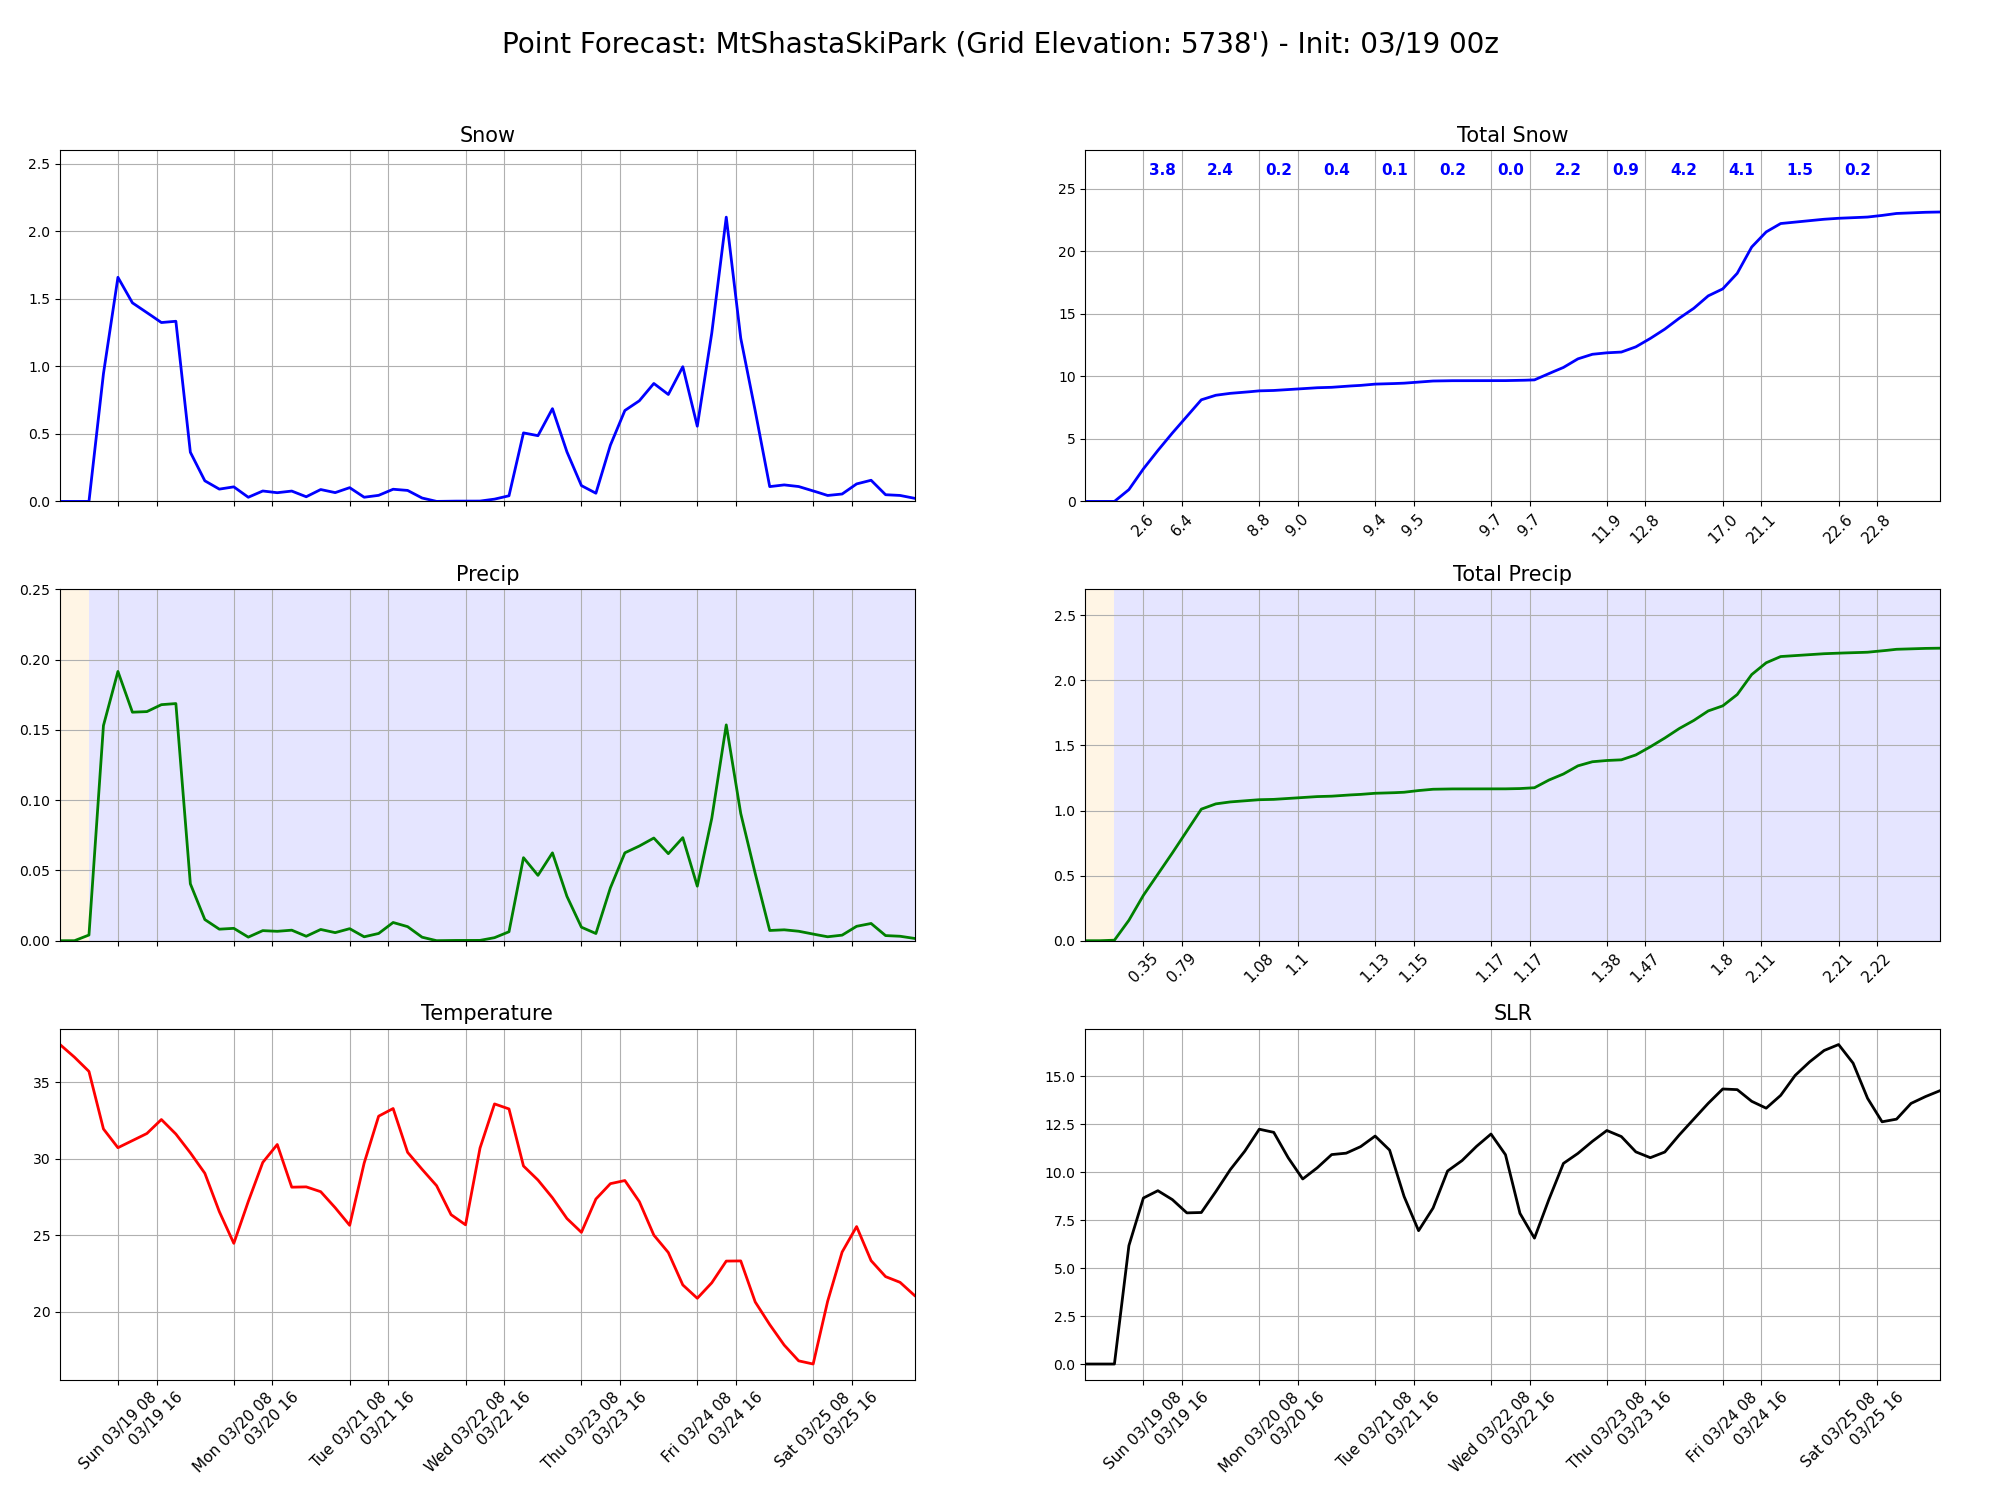 Point Forecast: MtShastaSkiPark (Grid Elevation: 5738') - Init: 03/19 00z
Snow
2.5
2.0
1.5
1.0
0.5
0.0
Total Snow
3.8 2.4 0.2 0.4 0.1 0.2 0.0 2.2 0.9 4.2 4.1 1.5 0.2
25
20
15
10
5
0
2.6 6.4 8.8 9.0 9.4 9.5 9.7 9.7 11.9 12.8 17.0 21.1 22.6 22.8
Precip
0.25
0.20
0.15
0.10
0.05
0.00
Total Precip
2.5
2.0
1.5
1.0
0.5
0.0
0.35 0.79 1.08 1.1 1.13 1.15 1.17 1.17 1.38 1.47 1.8 2.11 2.21 2.22
Temperature
35
30
25
20
Sun 03/19 08
03/19 16
Mon 03/20 08
03/20 16
Tue 03/21 08
03/21 16
Wed 03/22 08
03/22 16
Thu 03/23 08
03/23 16
Fri 03/24 08
03/24 16
Sat 03/25 08
03/25 16
SLR
15.0
12.5
10.0
7.5
5.0
2.5
0.0
Sun 03/19 08
03/19 16
Mon 03/20 08
03/20 16
Tue 03/21 08
03/21 16
Wed 03/22 08
03/22 16
Thu 03/23 08
03/23 16
Fri 03/24 08
03/24 16
Sat 03/25 08
03/25 16